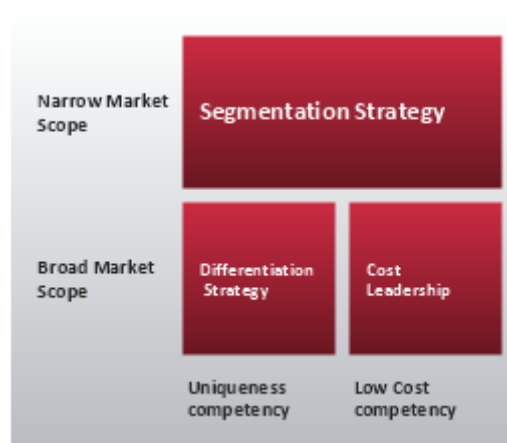 Narrow Market
Scope
Segmentation Strategy
Broad Market
Scope
Differentiation
Strategy
Cost
Leadership
Uniqueness
competency
Low Cost
competency